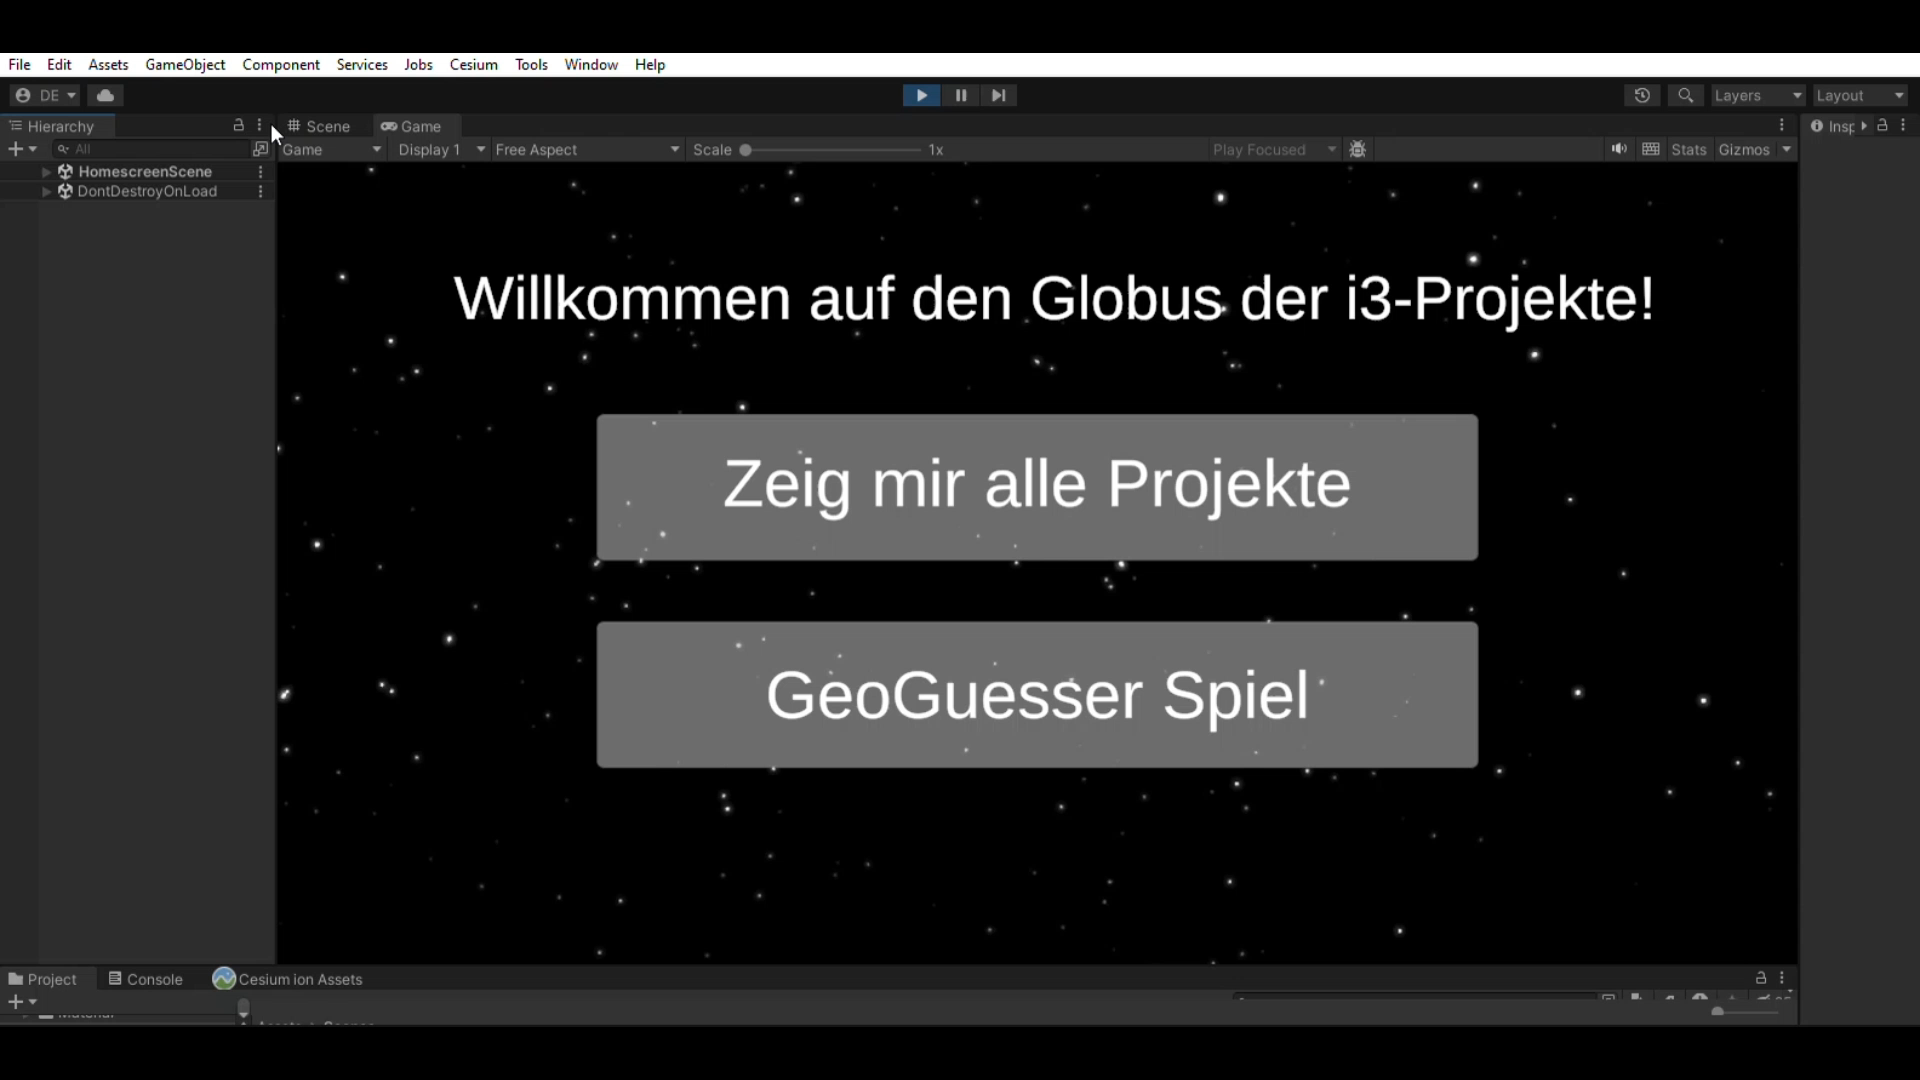 File Edit Assets GameObject Component Services Jobs Cesium Tools Window Help
DE Layers Layout
Hierarchy Scene Game
All Game Display 1 Free Aspect Scale 1x Play Focused Stats Gizmos
HomescreenScene
DontDestroyOnLoad
Willkommen auf den Globus der i3-Projekte!
Zeig mir alle Projekte
GeoGuesser Spiel
Project Console Cesium ion Assets